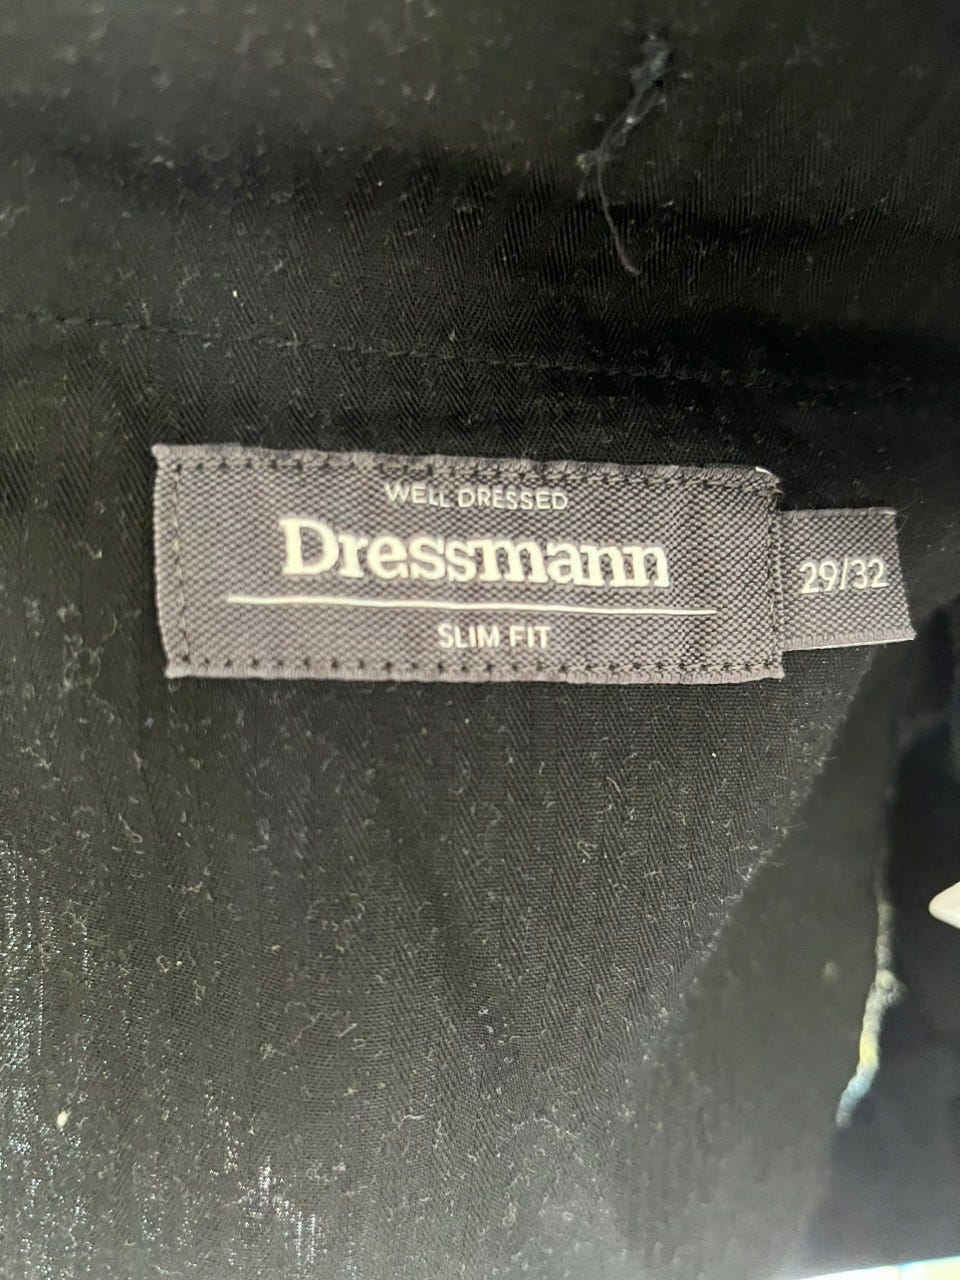 WELL DRESSED
Dressmann
SLIM FIT
29/32